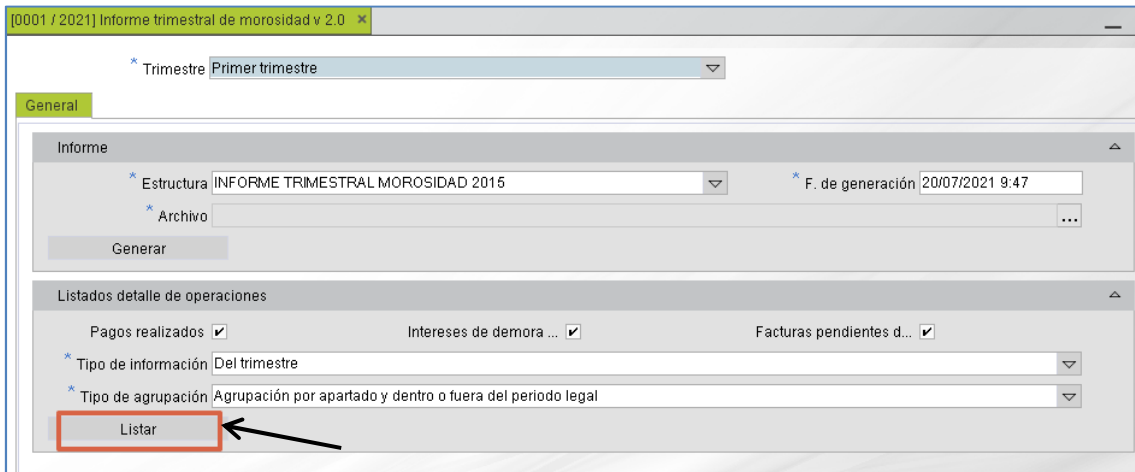 [0001 / 2021] Informe trimestral de morosidad v 2.0 ×
* Trimestre Primer trimestre
General
Informe
* Estructura INFORME TRIMESTRAL MOROSIDAD 2015 * F. de generación 20/07/2021 9:47
* Archivo ...
Generar
Listados detalle de operaciones
Pagos realizados Intereses de demora ... Facturas pendientes d...
* Tipo de información Del trimestre
* Tipo de agrupación Agrupación por apartado y dentro o fuera del periodo legal
Listar